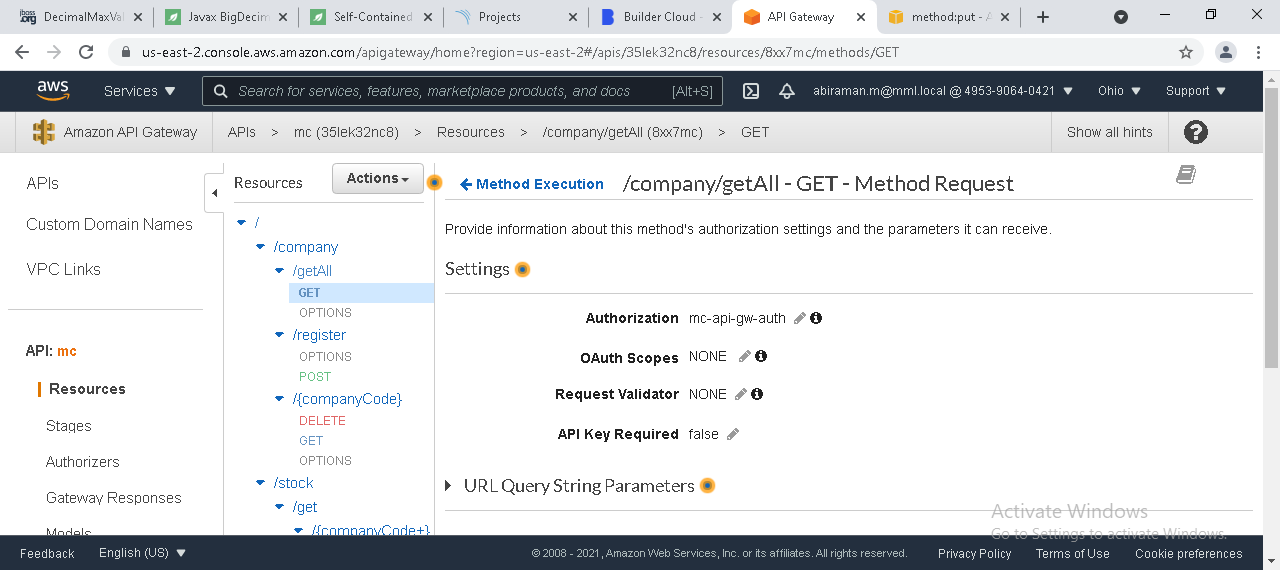 jboss.org DecimalMaxVal
Javax BigDecim
Self-Contained
Projects
Builder Cloud -
API Gateway
method:put - A
us-east-2.console.aws.amazon.com/apigateway/home?region=us-east-2#/apis/35lek32nc8/resources/8xx7mc/methods/GET
aws Services ▼ Search for services, features, marketplace products, and docs [Alt+S] abiraman.m@mml.local @ 4953-9064-0421 ▼ Ohio ▼ Support ▼
Amazon API Gateway APIs > mc (35lek32nc8) > Resources > /company/getAll (8xx7mc) > GET Show all hints ?
APIs
Custom Domain Names
VPC Links
API: mc
Resources
Stages
Authorizers
Gateway Responses
Models
Resources Actions
/
/company
/getAll
GET
OPTIONS
/register
OPTIONS
POST
/{companyCode}
DELETE
GET
OPTIONS
/stock
/get
/{companyCode+}
Method Execution /company/getAll - GET - Method Request
Provide information about this method's authorization settings and the parameters it can receive.
Settings
Authorization mc-api-gw-auth
OAuth Scopes NONE
Request Validator NONE
API Key Required false
URL Query String Parameters
Activate Windows
Go to Settings to activate Windows.
Feedback English (US) ▼ © 2008 - 2021, Amazon Web Services, Inc. or its affiliates. All rights reserved. Privacy Policy Terms of Use Cookie preferences